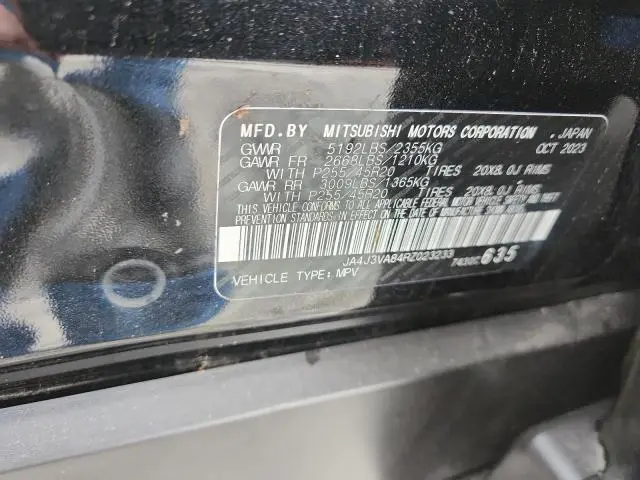 MFD.BY MITSUBISHI MOTORS CORPORATION , JAPAN
GVWR 5192LBS/2355KG OCT 2023
GAWR FR 2668LBS/1210KG
WITH P255/45R20 TIRES 20X8.0J RIMS
GAWR RR 3009LBS/1365KG
WITH P255/45R20 TIRES 20X8.0J RIMS
THIS VEHICLE CONFORMS TO ALL APPLICABLE FEDERAL MOTOR VEHICLE SAFETY AND THEFT
PREVENTION STANDARDS IN EFFECT ON THE DATE OF MANUFACTURE SHOWN ABOVE.
JA4J3VA84RZ023233
7430C 635
VEHICLE TYPE: MPV